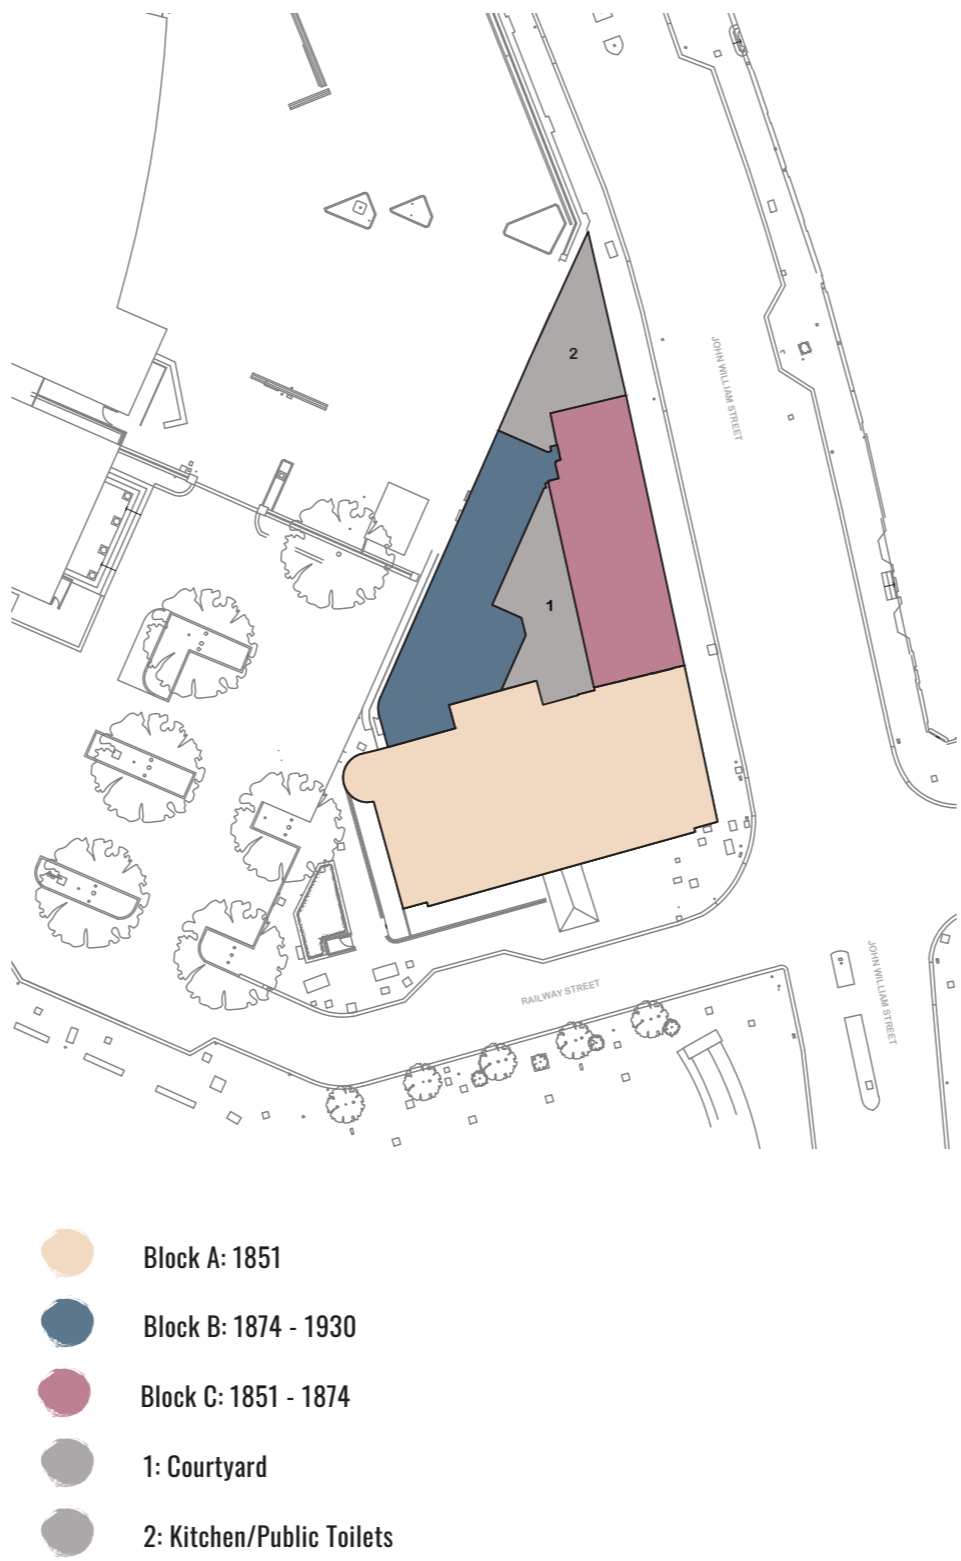 2
JOHN WILLIAM STREET
1
JOHN WILLIAM STREET
RAILWAY STREET
Block A: 1851
Block B: 1874 - 1930
Block C: 1851 - 1874
1: Courtyard
2: Kitchen/Public Toilets